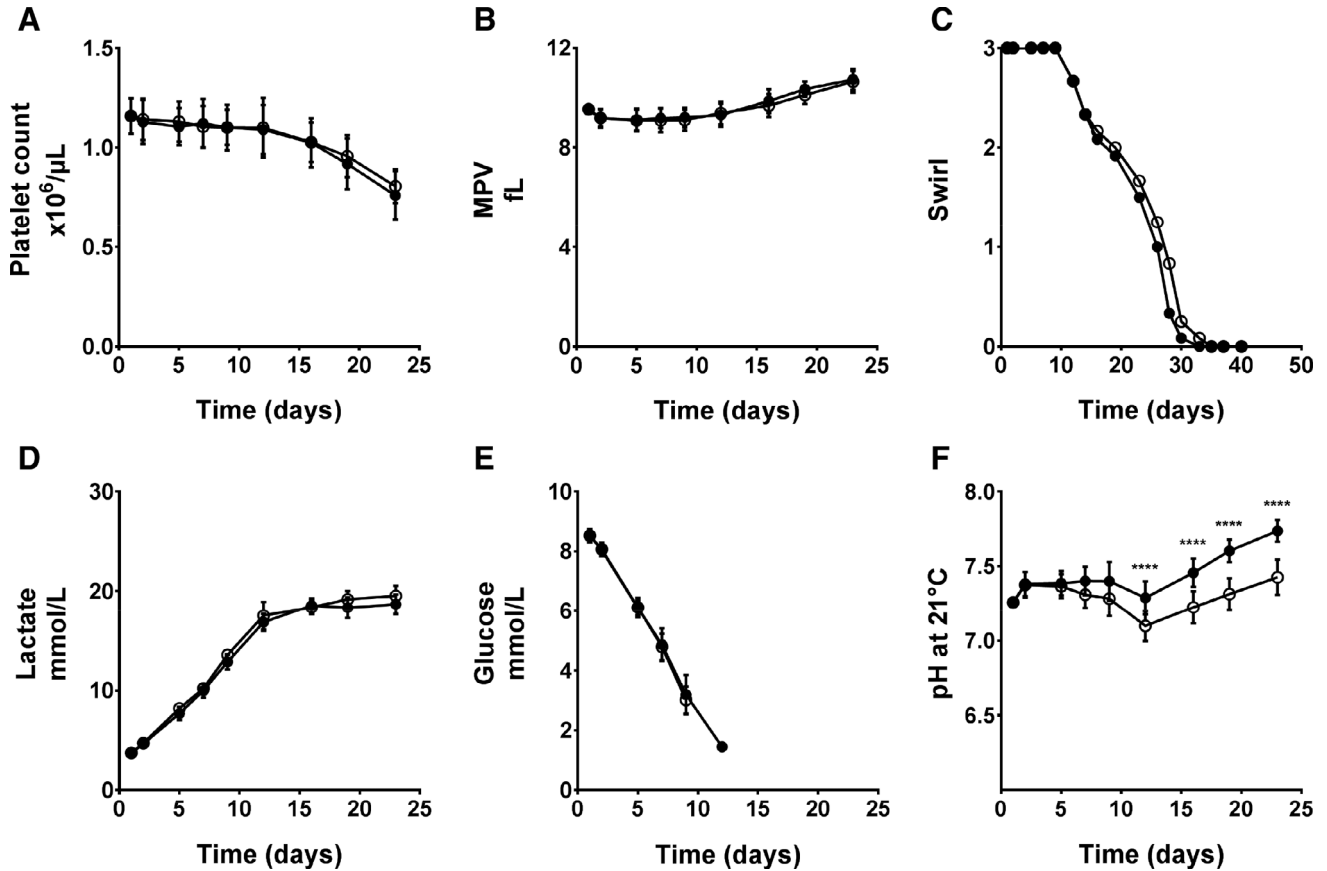 A
Platelet count
x10⁶/µL
1.5
1.0
0.5
0.0
0 5 10 15 20 25
Time (days)
B
MPV
fL
12
8
4
0
0 5 10 15 20 25
Time (days)
C
Swirl
3
2
1
0
0 10 20 30 40 50
Time (days)
D
Lactate
mmol/L
30
20
10
0
0 5 10 15 20 25
Time (days)
E
Glucose
mmol/L
10
8
6
4
2
0
0 5 10 15 20 25
Time (days)
F
pH at 21°C
8.0
7.5
7.0
6.5
**** **** **** ****
0 5 10 15 20 25
Time (days)